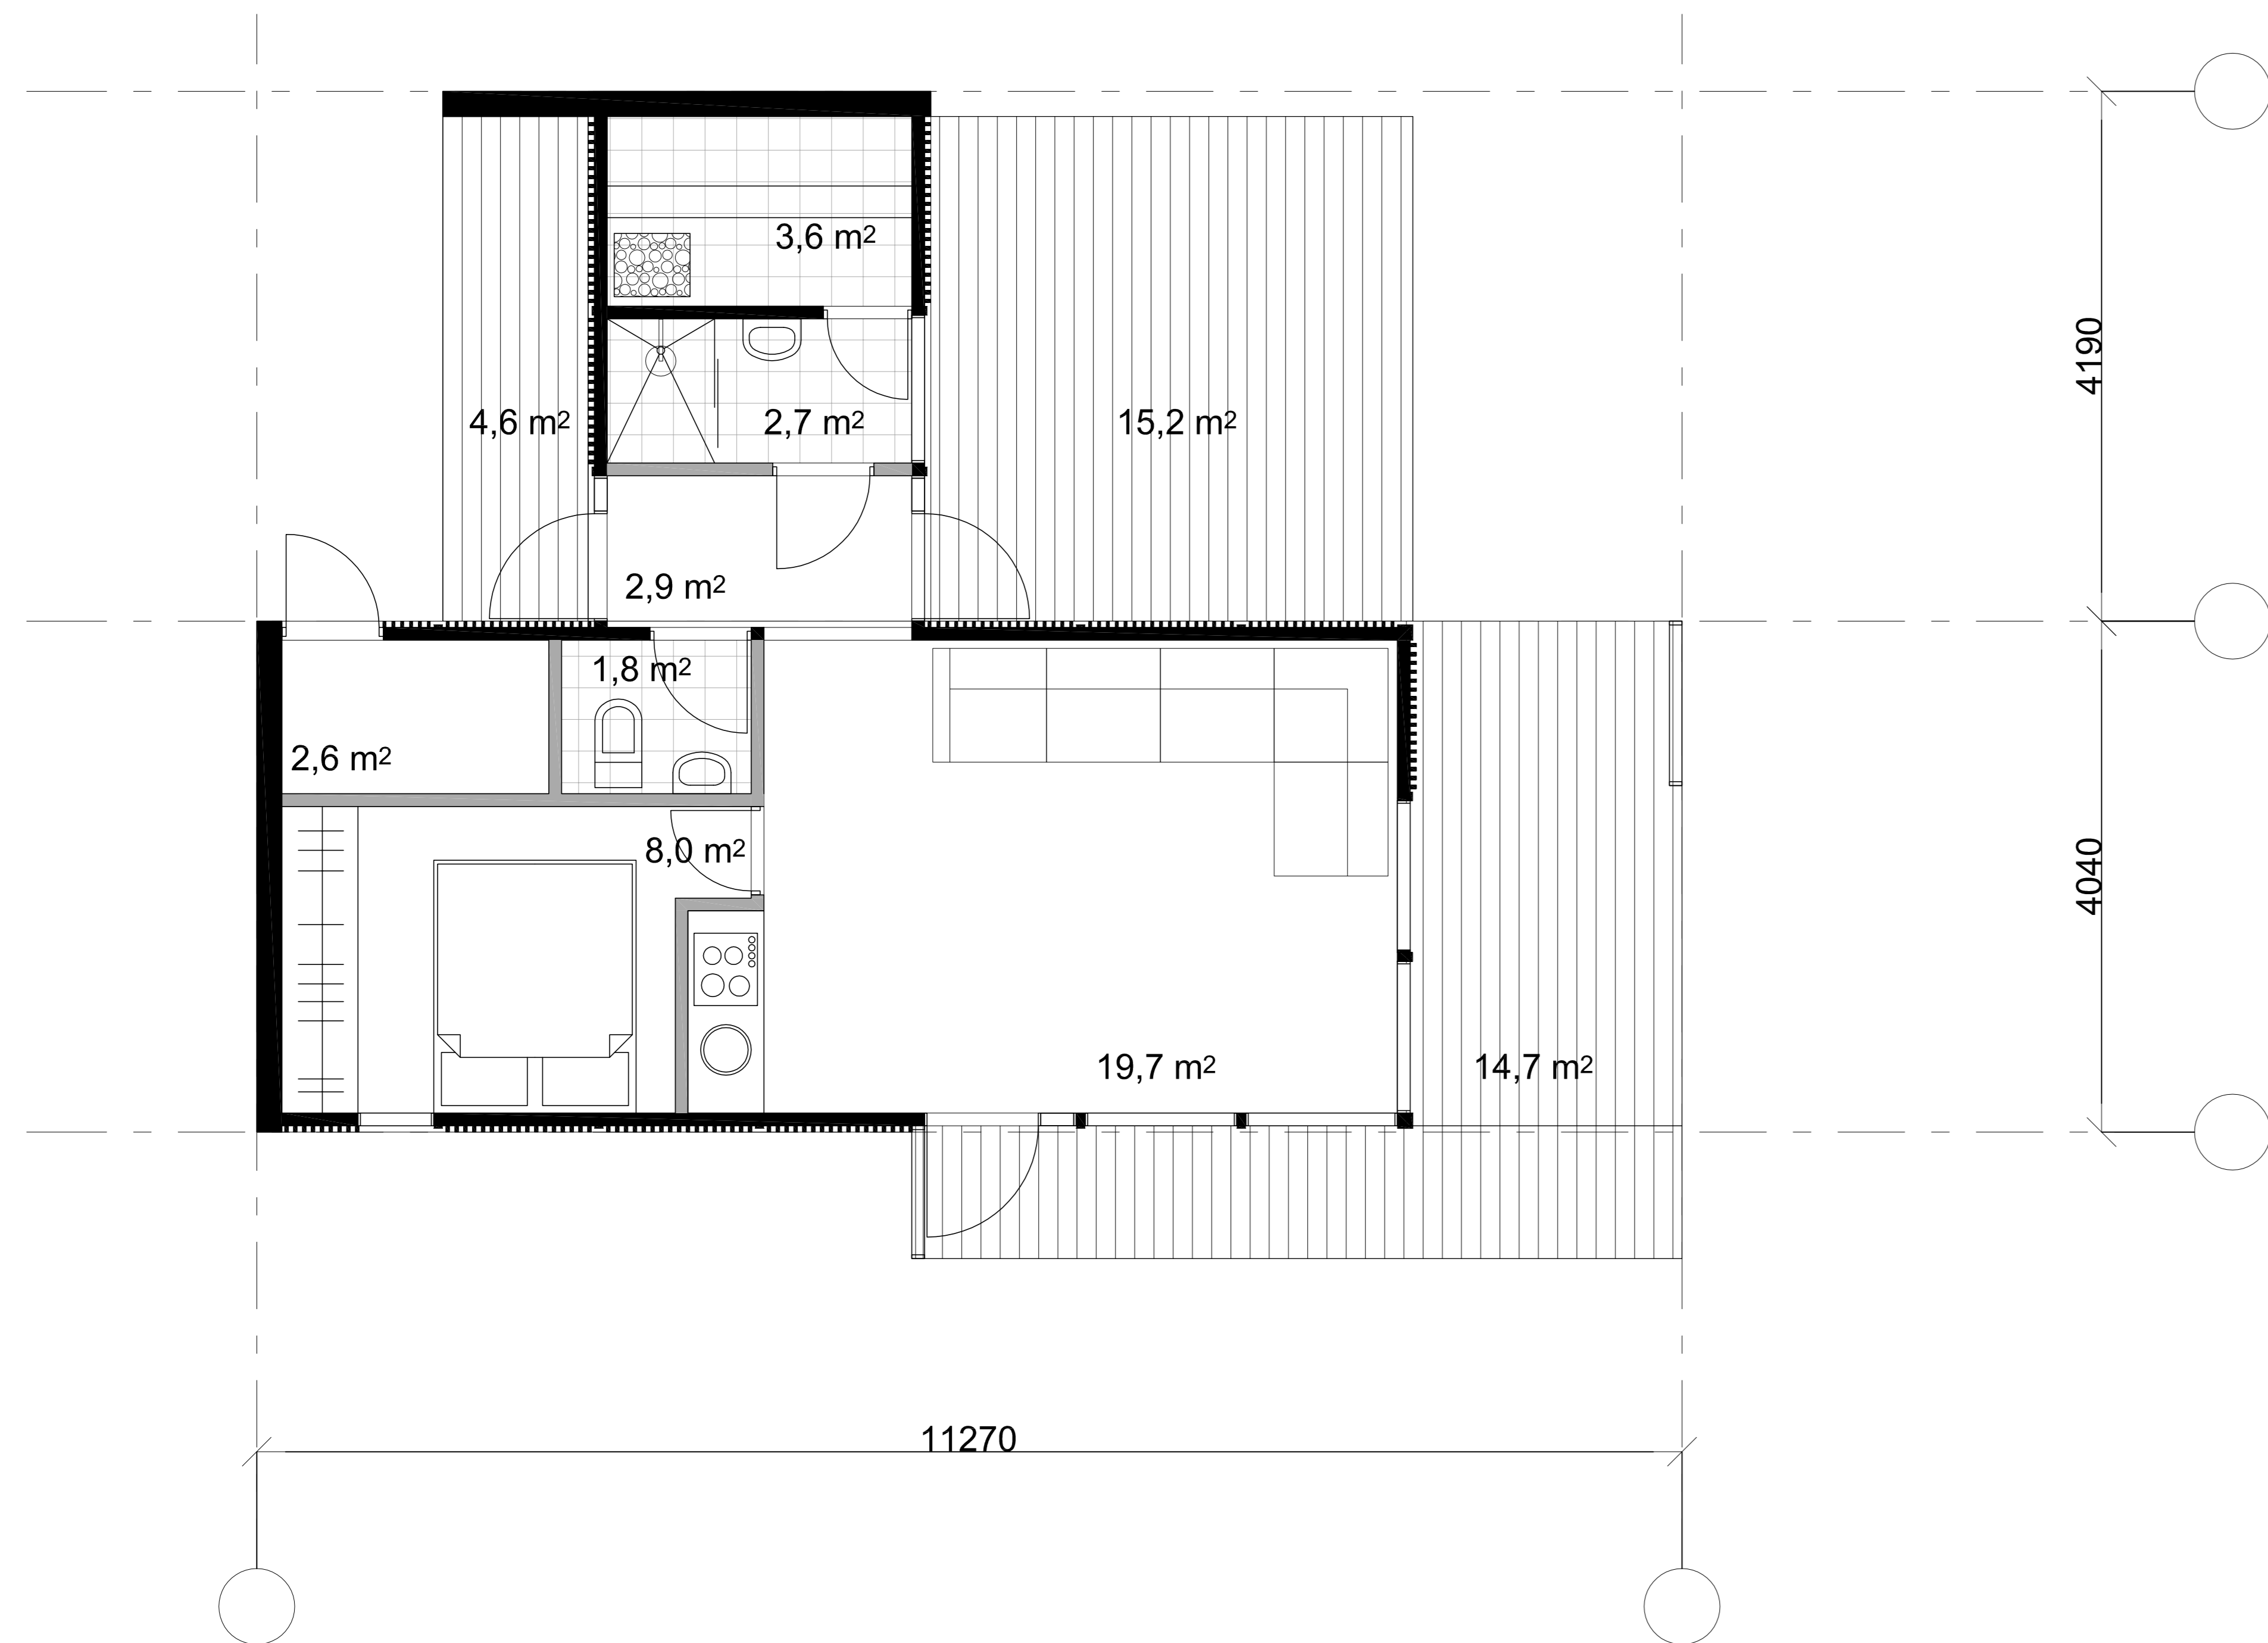 3,6 m²
4190
4,6 m²
2,7 m²
15,2 m²
2,9 m²
1,8 m²
2,6 m²
8,0 m²
4040
19,7 m²
14,7 m²
11270